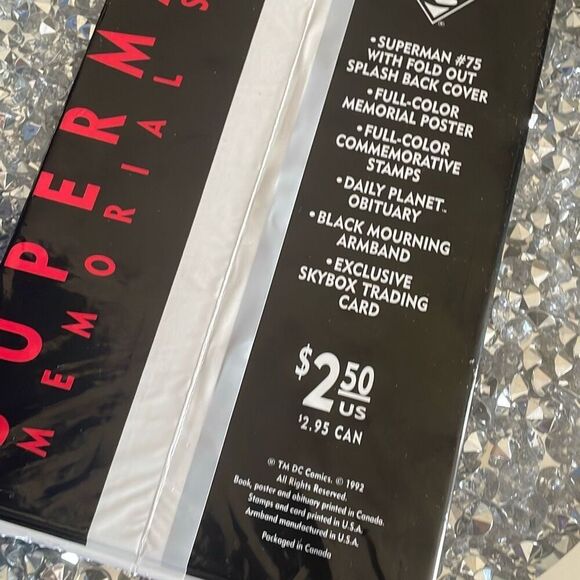 SUPERM
MEMORIAL S
®
•SUPERMAN #75
WITH FOLD OUT
SPLASH BACK COVER
•FULL-COLOR
MEMORIAL POSTER
•FULL-COLOR
COMMEMORATIVE
STAMPS
•DAILY PLANET™
OBITUARY
•BLACK MOURNING
ARMBAND
•EXCLUSIVE
SKYBOX TRADING
CARD
$2.50
US
$2.95 CAN
® TM DC Comics. © 1992
All Rights Reserved.
Book, poster and obituary printed in Canada.
Stamps and card printed in U.S.A.
Armband manufactured in U.S.A.
Packaged in Canada